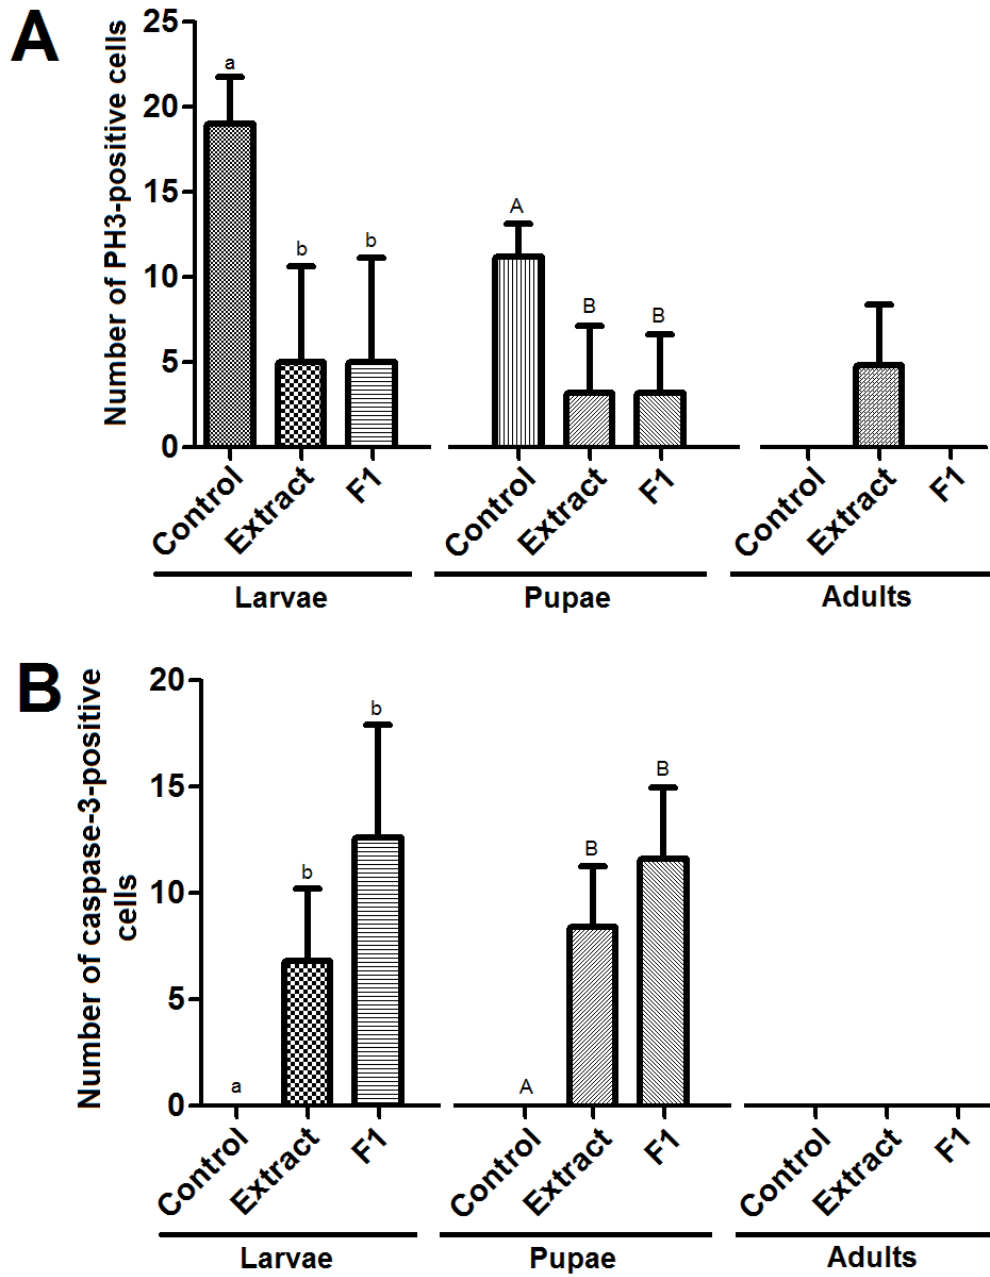 A
Number of PH3-positive cells
25
20
15
10
5
0
a
b
b
A
B
B
Control
Extract
F1
Control
Extract
F1
Control
Extract
F1
Larvae
Pupae
Adults
B
Number of caspase-3-positive
cells
20
15
10
5
0
a
b
b
A
B
B
Control
Extract
F1
Control
Extract
F1
Control
Extract
F1
Larvae
Pupae
Adults